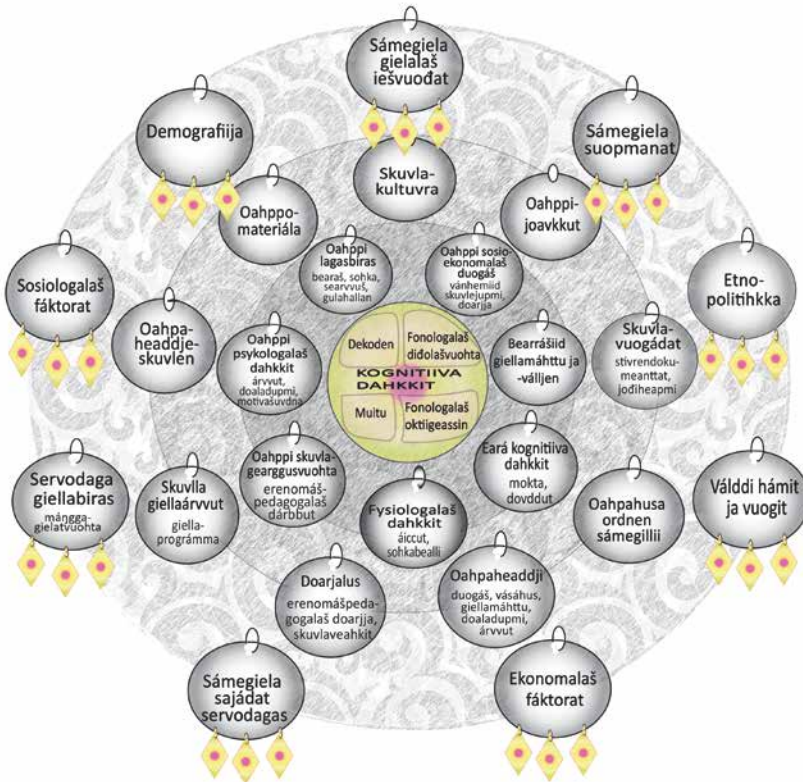 Sámegiela
gielalaš
iešvuođat
Demografiija
Sámegiela
suopmanat
Skuvla-
kultuvra
Oahppo-
materiála
Oahppi-
joavkkut
Oahppi
lagasbiras
bearaš, sohka,
searvvuš,
gulahallan
Oahppi sosio-
ekonomalaš
duogáš
vánhemiid
skuvlejupmi,
doarjja
Sosiologalaš
fáktorat
Etno-
politihkka
Oahpa-
headdje-
skuvlen
Oahppi
psykologalaš
dahkkit
árvvut,
doaladupmi,
motivašuvdna
Dekoden
Fonologalaš
diđolašvuohta
KOGNITIIVA
DAHKKIT
Muitu
Fonologalaš
oktiigeassin
Bearrašiid
giellamáhttu ja
-válljen
Skuvla-
vuogádat
stivrendoku-
meanttat,
jođiheapmi
Servodaga
giellabiras
máŋgga-
gielatvuohta
Skuvlla
giellaárvvut
giella-
prográmma
Oahppi skuvla-
gearggusvuohta
erenomáš-
pedagogalaš
dárbbut
Fysiologalaš
dahkkit
áiccut,
sohkabealli
Eará kognitiiva
dahkkit
mokta,
dovddut
Oahpahusa
ordnen
sámegillii
Válddi hámit
ja vuogit
Doarjalus
erenomášpeda-
gogalaš doarjja,
skuvlaveahkit
Oahpaheaddji
duogáš, vásáhus,
giellamáhttu,
doaladupmi,
árvvut
Sámegiela
sajádat
servodagas
Ekonomalaš
fáktorat